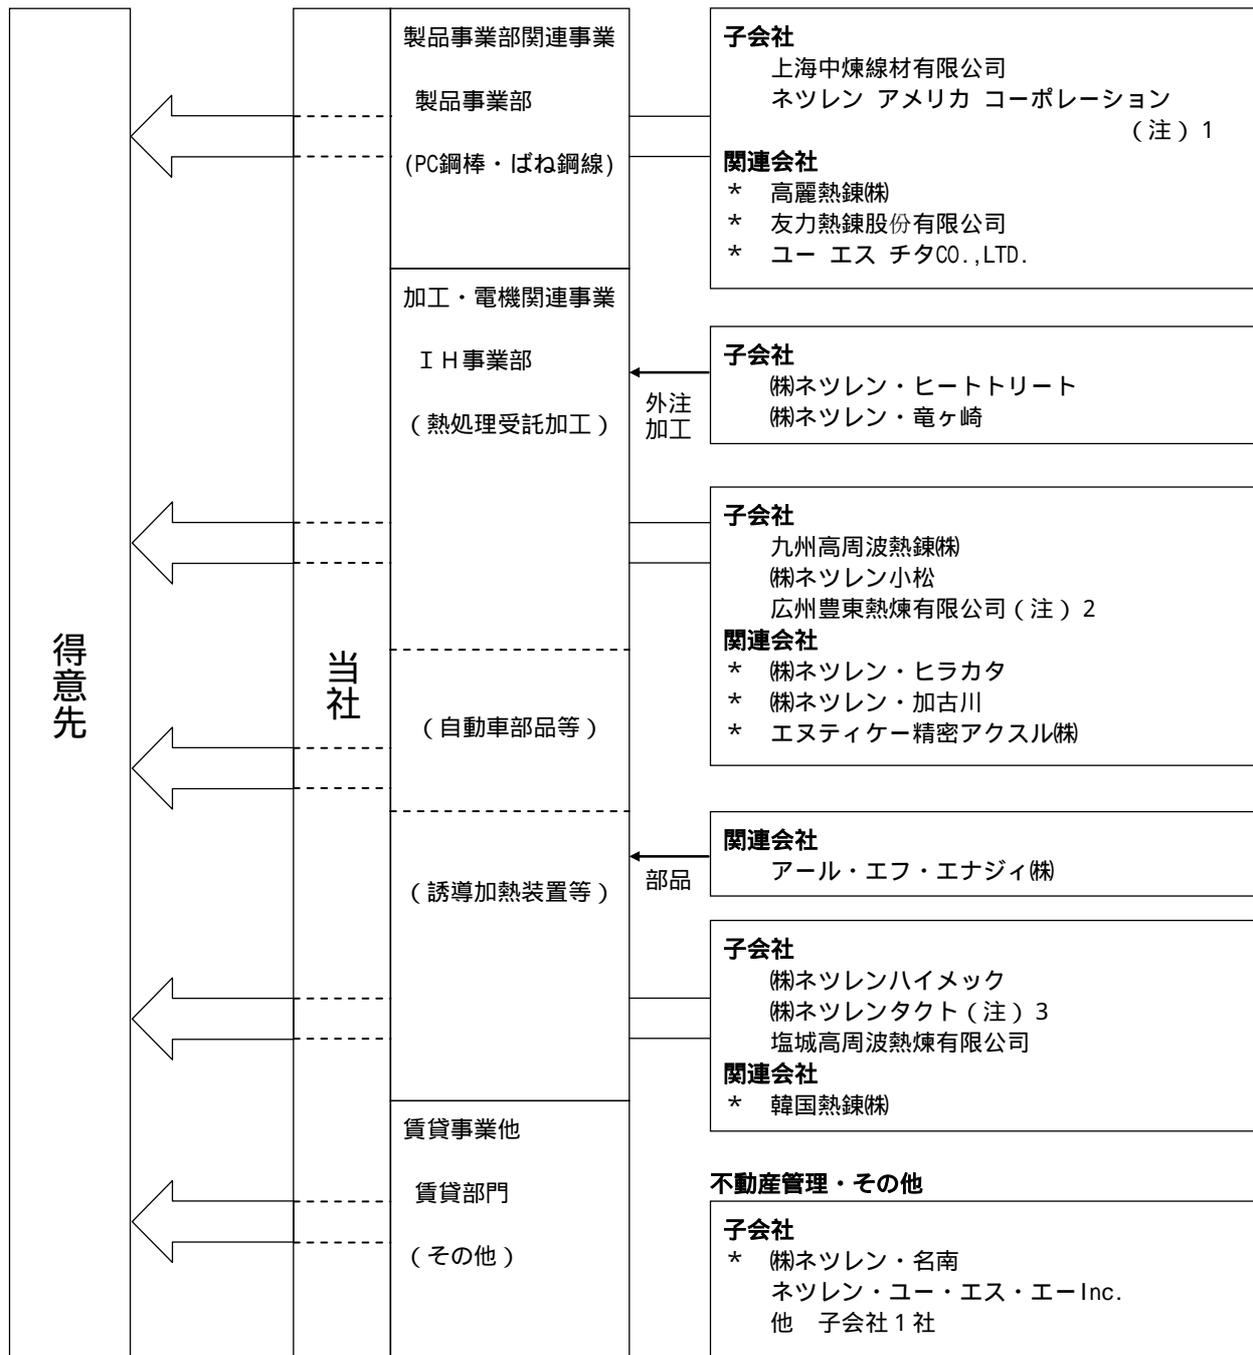 得意先
当社
製品事業部関連事業
製品事業部
(PC鋼棒・ばね鋼線)
子会社
上海中煉線材有限公司
ネツレン アメリカ コーポレーション
（注）1
関連会社
* 高麗熱錬㈱
* 友力熱錬股份有限公司
* ユー エス チタCO.,LTD.
加工・電機関連事業
ＩＨ事業部
（熱処理受託加工）
外注
加工
子会社
㈱ネツレン・ヒートトリート
㈱ネツレン・竜ヶ崎
子会社
九州高周波熱錬㈱
㈱ネツレン小松
広州豊東熱煉有限公司（注）2
関連会社
* ㈱ネツレン・ヒラカタ
* ㈱ネツレン・加古川
* エヌティケー精密アクスル㈱
（自動車部品等）
（誘導加熱装置等）
部品
関連会社
アール・エフ・エナジィ㈱
子会社
㈱ネツレンハイメック
㈱ネツレンタクト（注）3
塩城高周波熱煉有限公司
関連会社
* 韓国熱錬㈱
賃貸事業他
賃貸部門
（その他）
不動産管理・その他
子会社
* ㈱ネツレン・名南
ネツレン・ユー・エス・エーInc.
他　子会社1社